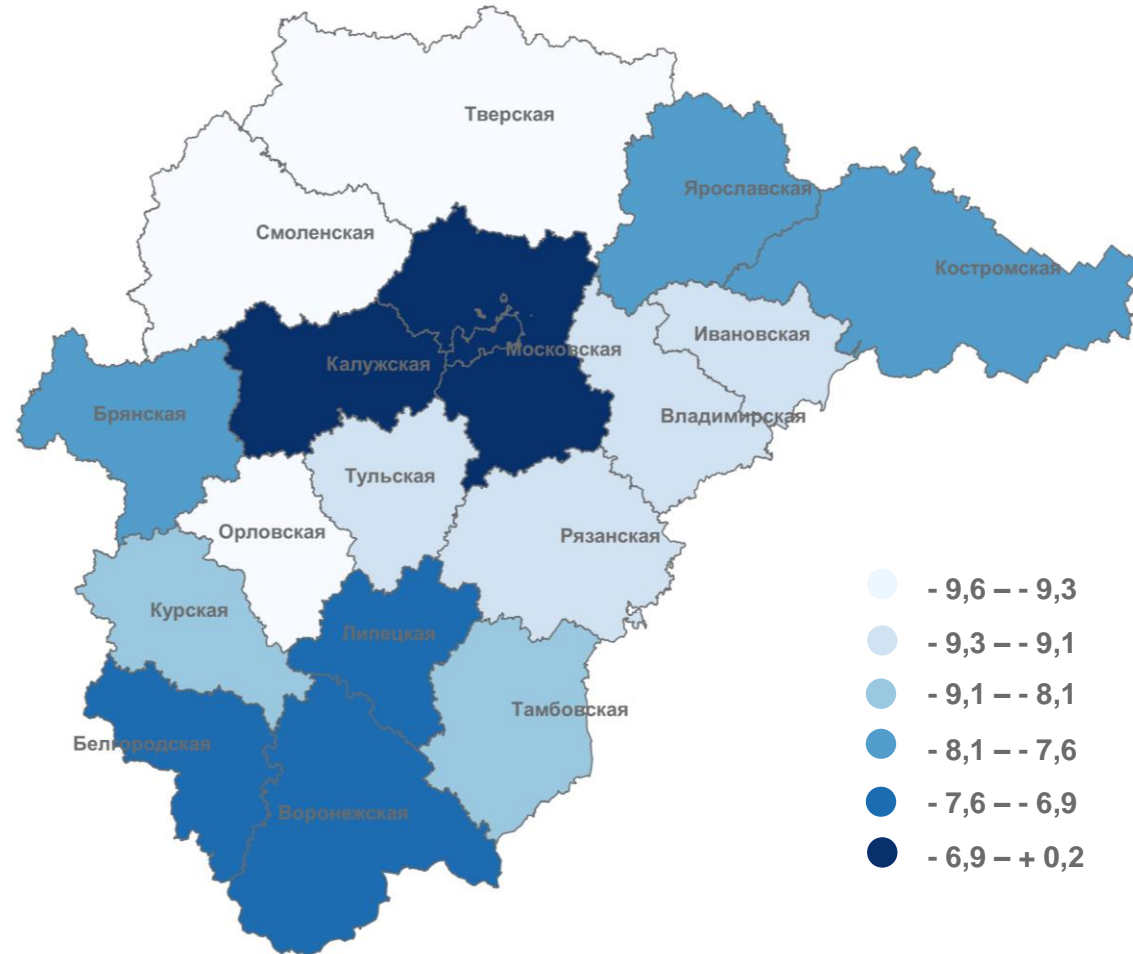 Тверская
Ярославская
Смоленская
Костромская
Ивановская
Московская
Калужская
Брянская
Владимирская
Тульская
Орловская
Рязанская
Курская
Липецкая
Тамбовская
Белгородская
Воронежская
- 9,6 – - 9,3
- 9,3 – - 9,1
- 9,1 – - 8,1
- 8,1 – - 7,6
- 7,6 – - 6,9
- 6,9 – + 0,2